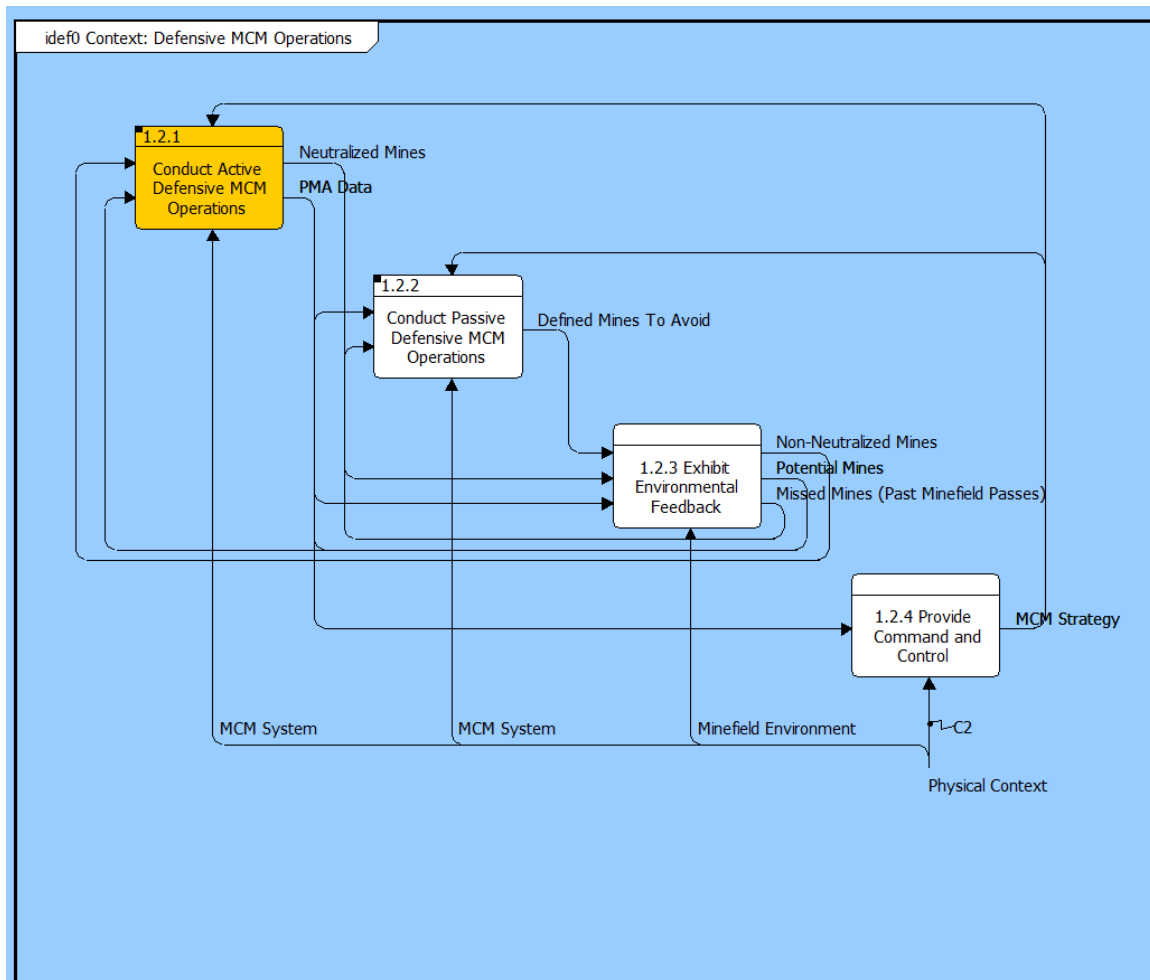 idef0 Context: Defensive MCM Operations
1.2.1
Conduct Active
Defensive MCM
Operations
Neutralized Mines
PMA Data
1.2.2
Conduct Passive
Defensive MCM
Operations
Defined Mines To Avoid
1.2.3 Exhibit
Environmental
Feedback
Non-Neutralized Mines
Potential Mines
Missed Mines (Past Minefield Passes)
1.2.4 Provide
Command and
Control
MCM Strategy
MCM System
MCM System
Minefield Environment
C2
Physical Context